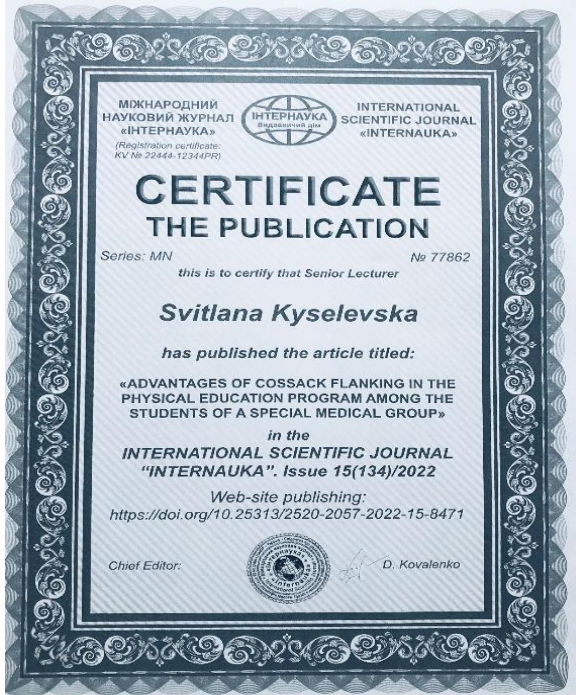 МІЖНАРОДНИЙ
НАУКОВИЙ ЖУРНАЛ
«ІНТЕРНАУКА»
(Registration certificate:
KV № 22444-12344PR)
ІНТЕРНАУКА
Видавничий дім
INTERNATIONAL
SCIENTIFIC JOURNAL
«INTERNAUKA»
CERTIFICATE
THE PUBLICATION
Series: MN
№ 77862
this is to certify that Senior Lecturer
Svitlana Kyselevska
has published the article titled:
«ADVANTAGES OF COSSACK FLANKING IN THE
PHYSICAL EDUCATION PROGRAM AMONG THE
STUDENTS OF A SPECIAL MEDICAL GROUP»
in the
INTERNATIONAL SCIENTIFIC JOURNAL
“INTERNAUKA”. Issue 15(134)/2022
Web-site publishing:
https://doi.org/10.25313/2520-2057-2022-15-8471
Chief Editor:
D. Kovalenko